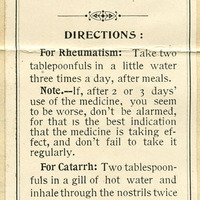 DIRECTIONS:
For Rheumatism: Take two
tablepoonfuls in a little water
three times a day, after meals.
Note.—If, after 2 or 3 days'
use of the medicine, you seem
to be worse, don't be alarmed,
for that is the best indication
that the medicine is taking ef-
fect, and don't fail to take it
regularly.
For Catarrh: Two tablespoon-
fuls in a gill of hot water and
inhale through the nostrils twice